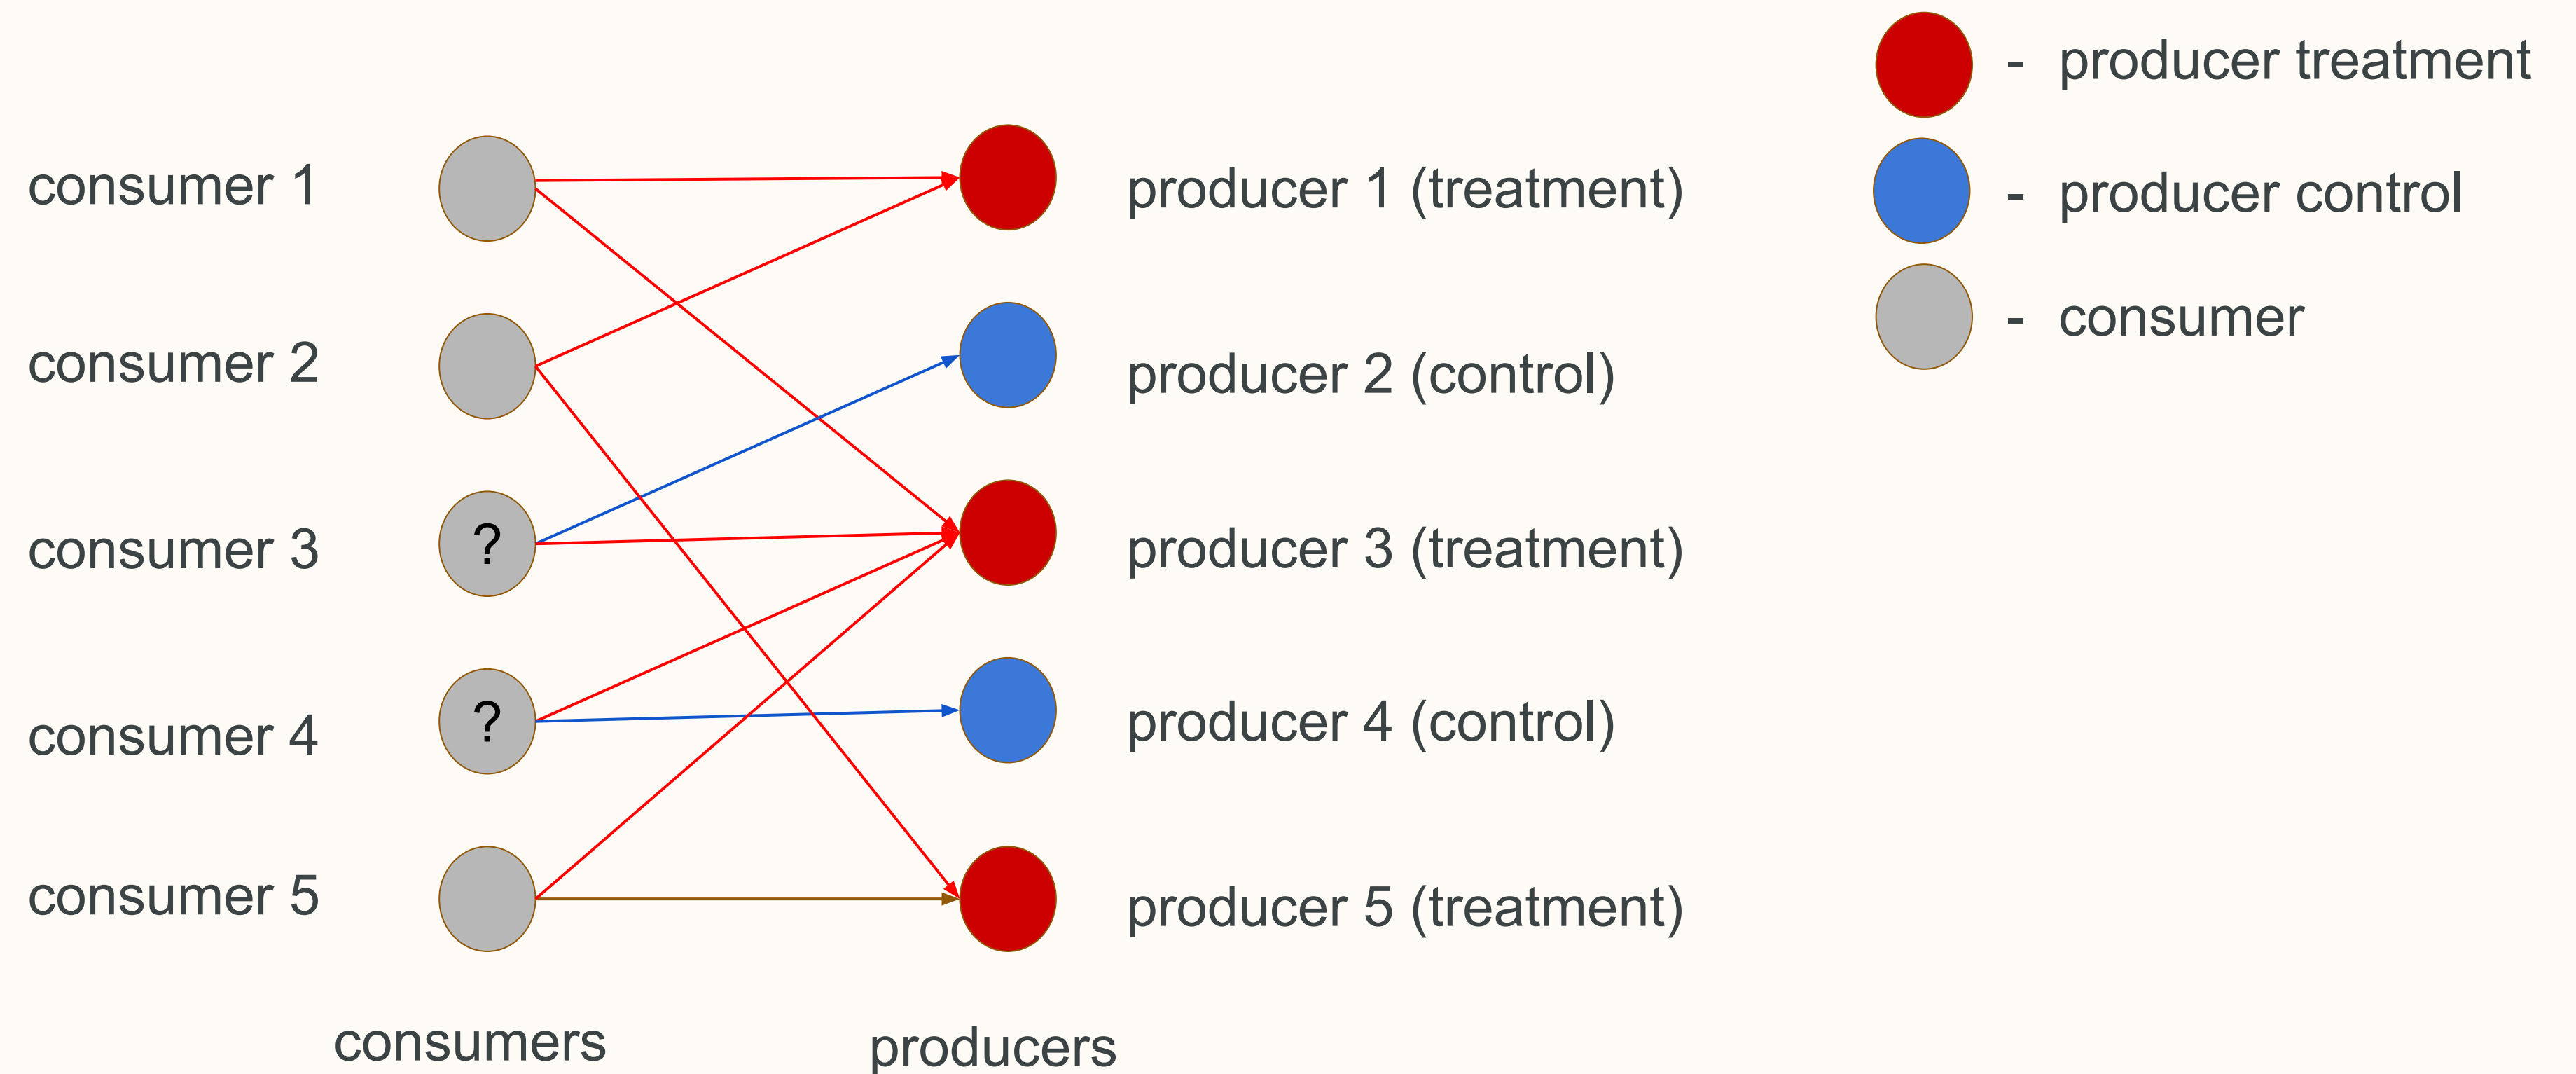 - producer treatment
- producer control
- consumer
consumer 1
producer 1 (treatment)
consumer 2
producer 2 (control)
consumer 3
?
producer 3 (treatment)
consumer 4
?
producer 4 (control)
consumer 5
producer 5 (treatment)
consumers
producers